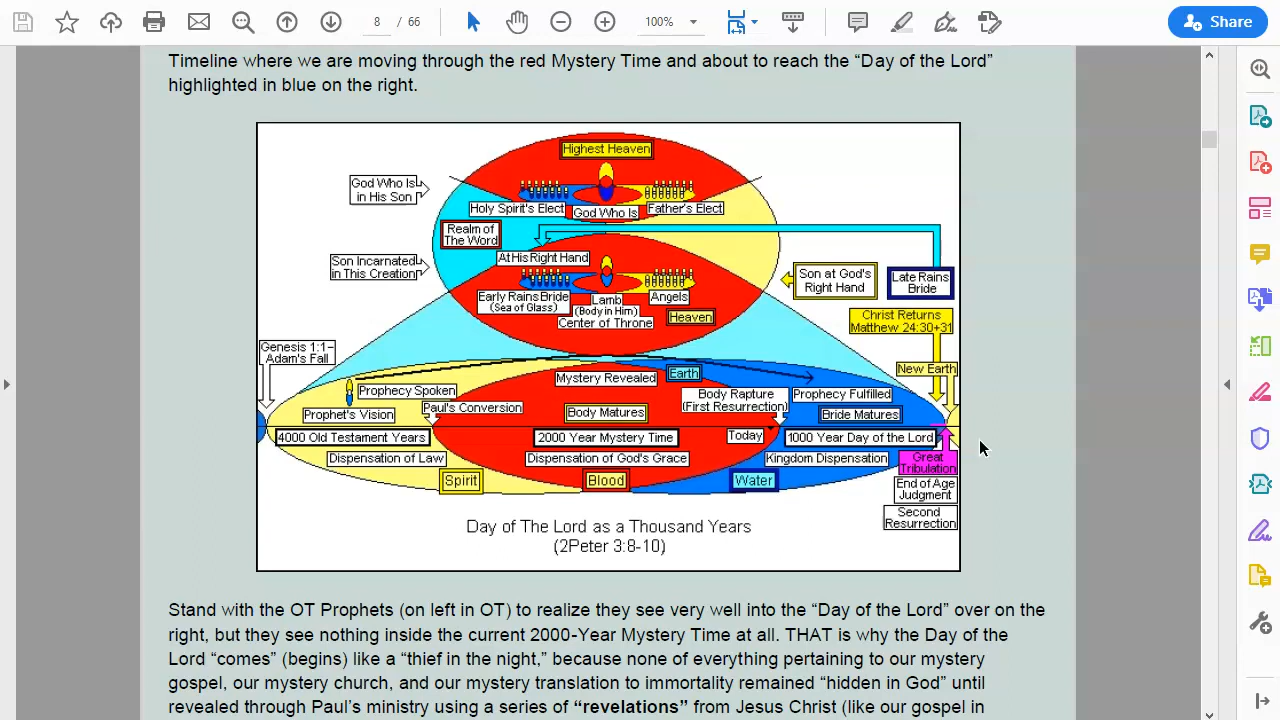 8 / 66
100%
Share
Timeline where we are moving through the red Mystery Time and about to reach the “Day of the Lord”
highlighted in blue on the right.
Highest Heaven
God Who Is
in His Son
Holy Spirit's Elect
God Who Is
Father's Elect
Realm of
The Word
At His Right Hand
Son Incarnated
in This Creation
Son at God's
Right Hand
Late Rains
Bride
Early Rains Bride
(Sea of Glass)
Lamb
(Body in Him)
Center of Throne
Angels
Heaven
Christ Returns
Matthew 24:30+31
Genesis 1:1-
Adam's Fall
New Earth
Earth
Mystery Revealed
Prophecy Spoken
Body Rapture
(First Resurrection)
Prophecy Fulfilled
Prophet's Vision
Paul's Conversion
Body Matures
Bride Matures
4000 Old Testament Years
2000 Year Mystery Time
Today
1000 Year Day of the Lord
Dispensation of Law
Dispensation of God's Grace
Kingdom Dispensation
Great
Tribulation
Spirit
Blood
Water
End of Age
Judgment
Second
Resurrection
Day of The Lord as a Thousand Years
(2Peter 3:8-10)
Stand with the OT Prophets (on left in OT) to realize they see very well into the “Day of the Lord” over on the
right, but they see nothing inside the current 2000-Year Mystery Time at all. THAT is why the Day of the
Lord “comes” (begins) like a “thief in the night,” because none of everything pertaining to our mystery
gospel, our mystery church, and our mystery translation to immortality remained “hidden in God” until
revealed through Paul’s ministry using a series of “revelations” from Jesus Christ (like our gospel in